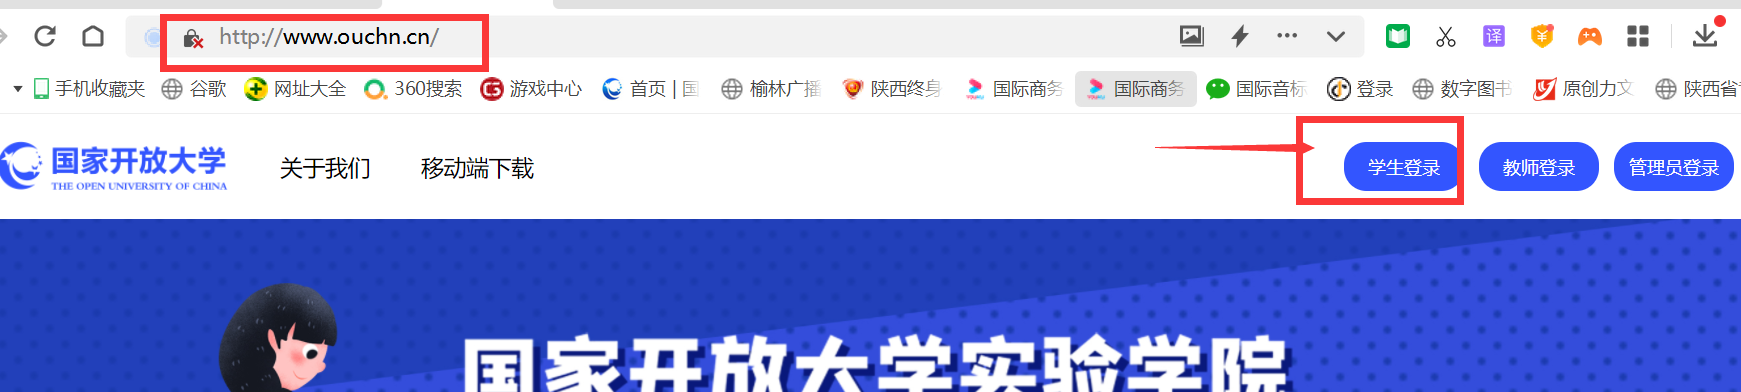 http://www.ouchn.cn/
译
手机收藏夹 谷歌 网址大全 360搜索 游戏中心 首页 | 国 榆林广播 陕西终身 国际商务 国际商务 国际音标 登录 数字图书 原创力文 陕西省
国家开放大学 关于我们 移动端下载 学生登录 教师登录 管理员登录
THE OPEN UNIVERSITY OF CHINA
国家开放大学实验学院